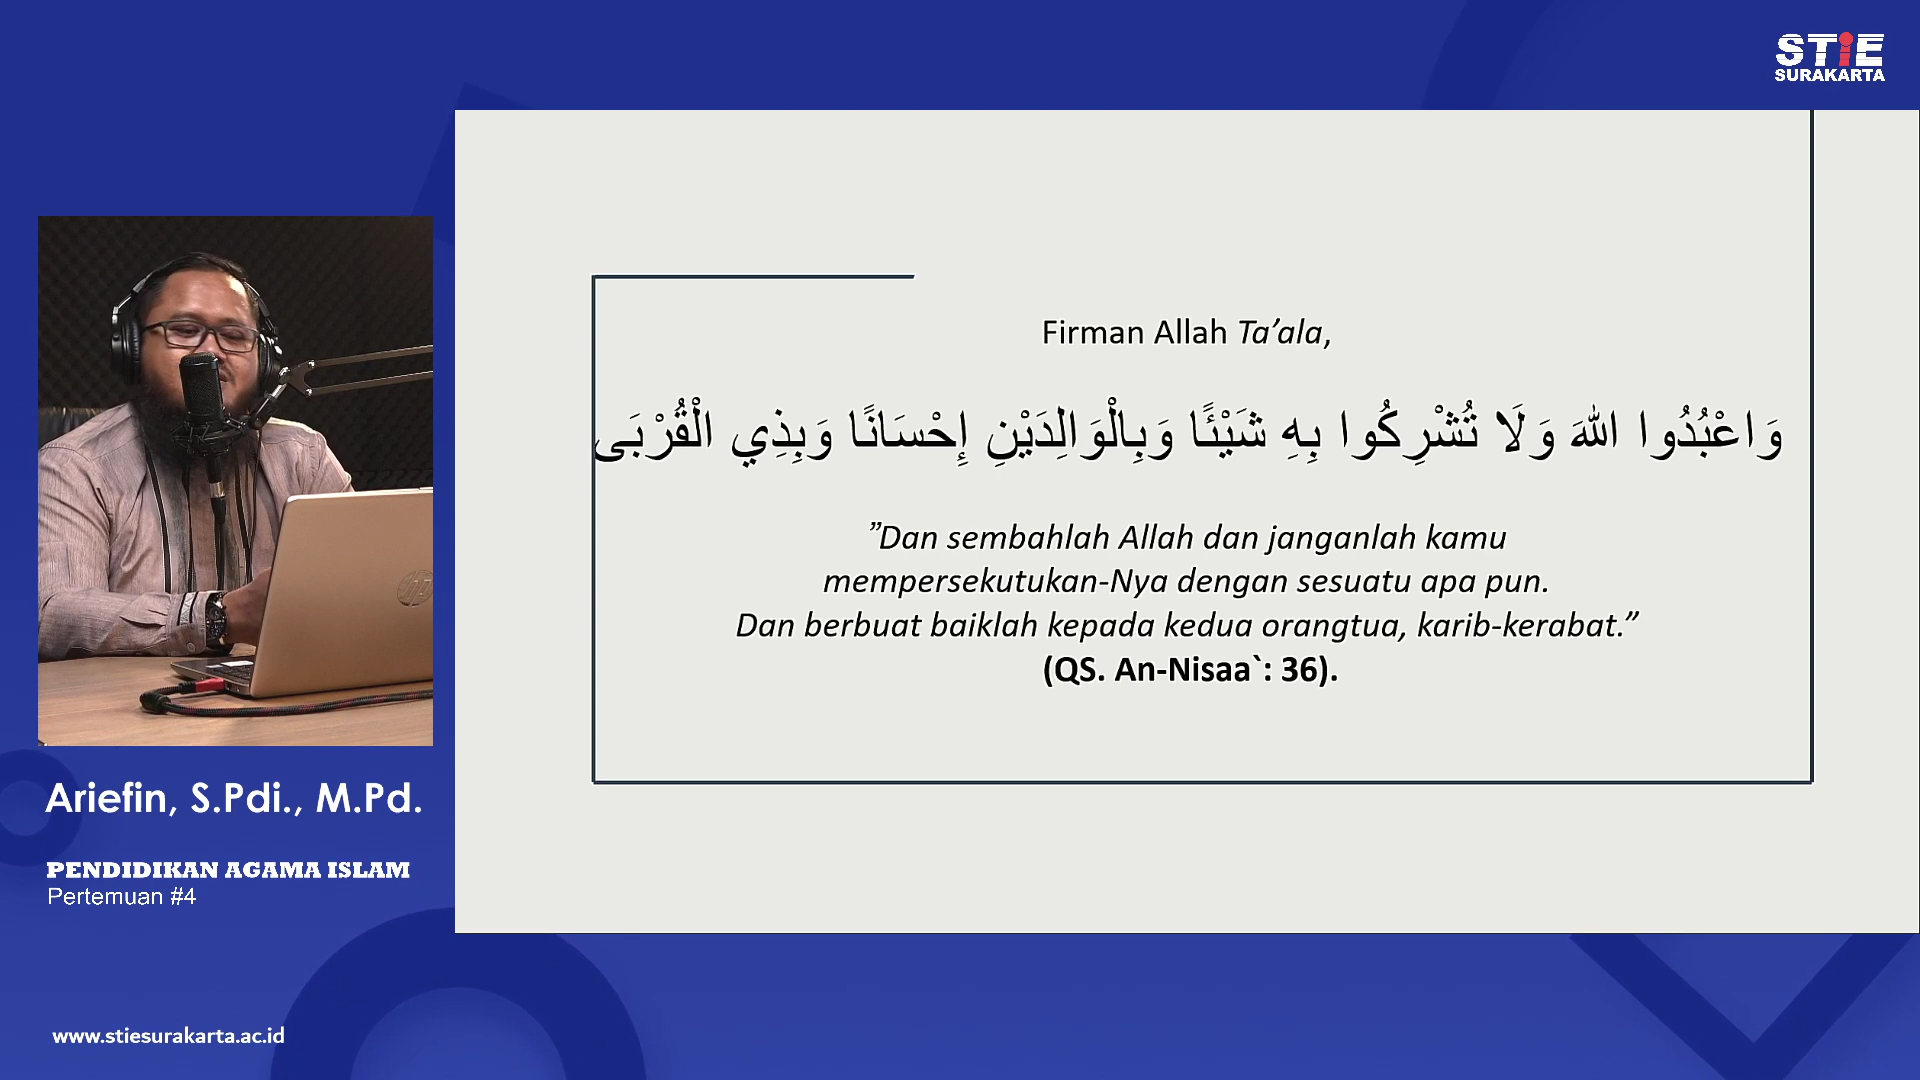 STIE
SURAKARTA
Firman Allah Ta’ala,
وَاعْبُدُوا اللهَ وَلَا تُشْرِكُوا بِهِ شَيْئًا وَبِالْوَالِدَيْنِ إِحْسَانًا وَبِذِي الْقُرْبَى
”Dan sembahlah Allah dan janganlah kamu
mempersekutukan-Nya dengan sesuatu apa pun.
Dan berbuat baiklah kepada kedua orangtua, karib-kerabat.”
(QS. An-Nisaa`: 36).
hp
Ariefin, S.Pdi., M.Pd.
PENDIDIKAN AGAMA ISLAM
Pertemuan #4
www.stiesurakarta.ac.id